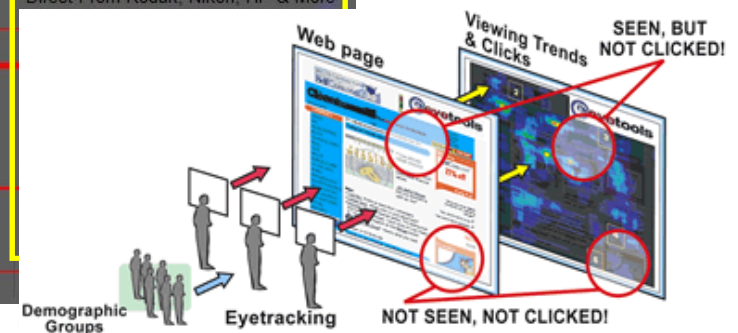 Direct From Kodak, Nikon, HP & More
Web page
Viewing Trends
& Clicks
SEEN, BUT
NOT CLICKED!
eyetools
eyetools
Demographic
Groups
Eyetracking
NOT SEEN, NOT CLICKED!